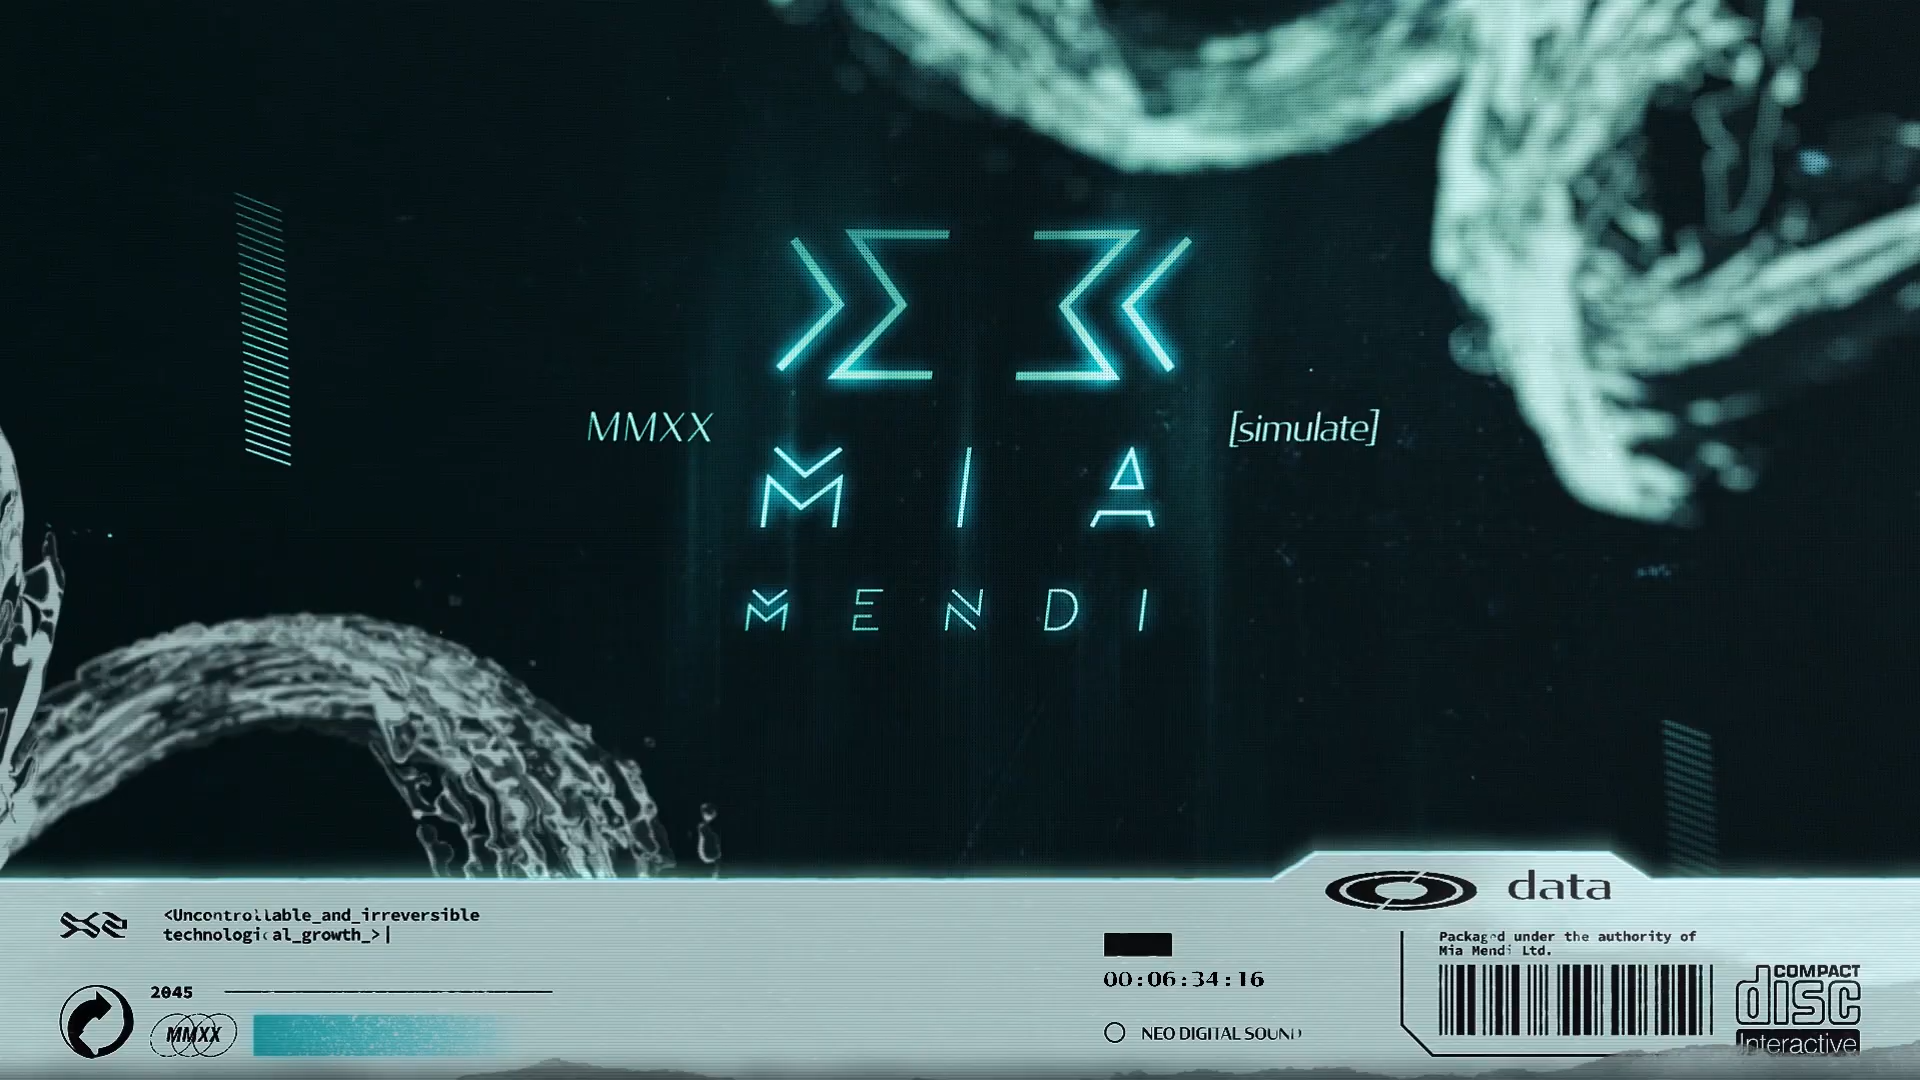 MMXX
[simulate]
MIA
MENDI
data
<Uncontrollable_and_irreversible
technological_growth_>|
Packaged under the authority of
Mia Mendi Ltd.
00:06:34:16
2045
MMXX
NEO DIGITAL SOUND
COMPACT
disc
Interactive